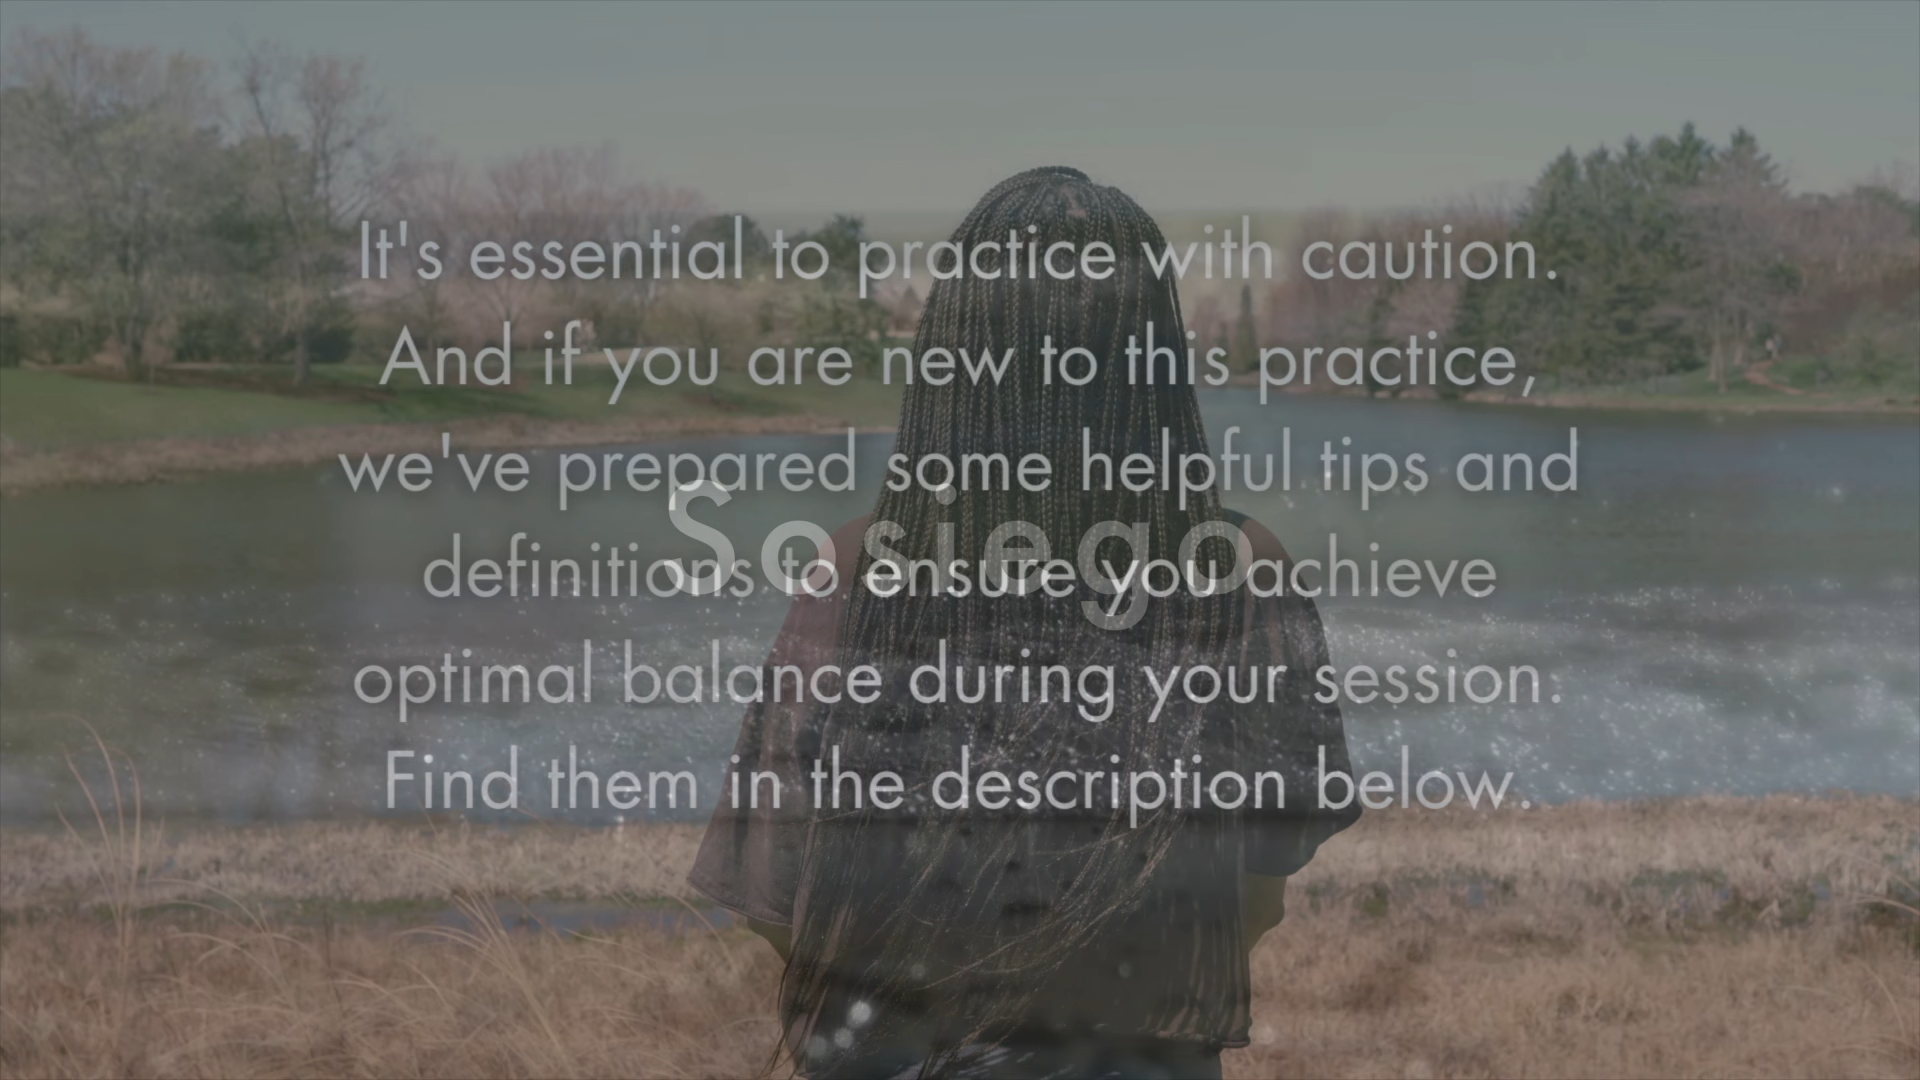 It's essential to practice with caution.
And if you are new to this practice,
we've prepared some helpful tips and
Sosiego
definitions to ensure you achieve
optimal balance during your session.
Find them in the description below.